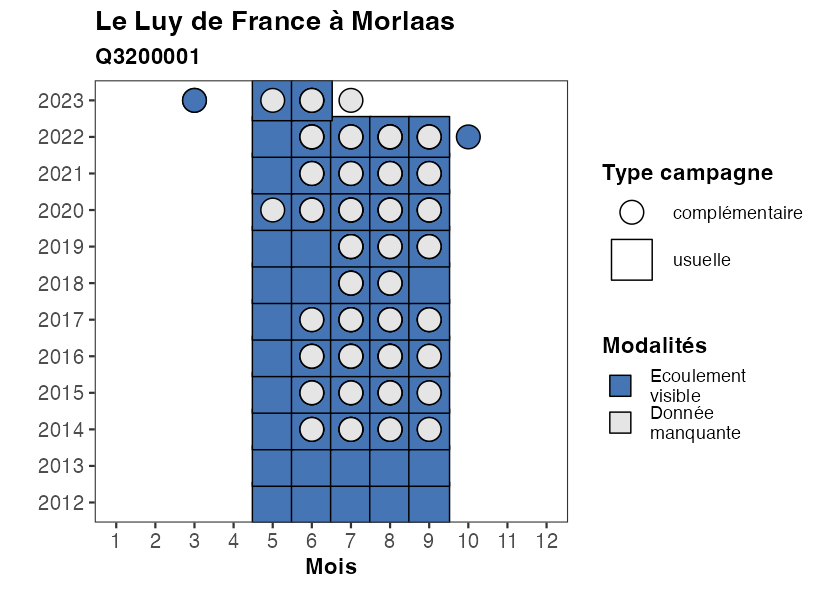 Le Luy de France à Morlaas
Q3200001
2023
2022
2021
2020
2019
2018
2017
2016
2015
2014
2013
2012
1 2 3 4 5 6 7 8 9 10 11 12
Mois
Type campagne
complémentaire
usuelle
Modalités
Ecoulement
visible
Donnée
manquante